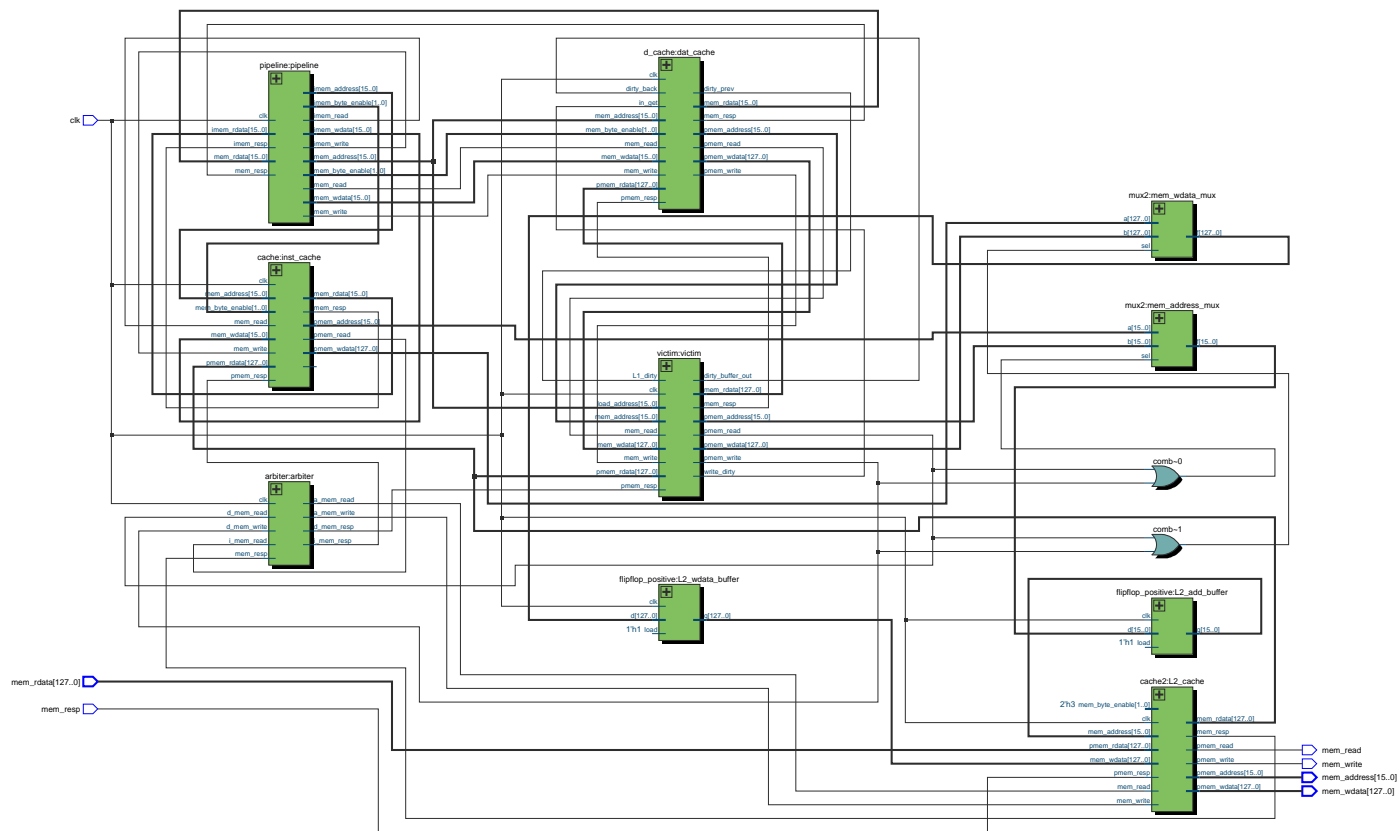 pipeline:pipeline
clk
imem_rdata[15..0]
imem_resp
mem_rdata[15..0]
mem_resp
imem_address[15..0]
imem_byte_enable[1..0]
imem_read
imem_wdata[15..0]
imem_write
mem_address[15..0]
mem_byte_enable[1..0]
mem_read
mem_wdata[15..0]
mem_write
clk
cache:inst_cache
clk
mem_address[15..0]
mem_byte_enable[1..0]
mem_read
mem_wdata[15..0]
mem_write
pmem_rdata[127..0]
pmem_resp
mem_rdata[15..0]
mem_resp
pmem_address[15..0]
pmem_read
pmem_wdata[127..0]
arbiter:arbiter
clk
d_mem_read
d_mem_write
i_mem_read
mem_resp
a_mem_read
a_mem_write
d_mem_resp
i_mem_resp
mem_rdata[127..0]
mem_resp
d_cache:dat_cache
clk
dirty_back
in_get
mem_address[15..0]
mem_byte_enable[1..0]
mem_read
mem_wdata[15..0]
mem_write
pmem_rdata[127..0]
pmem_resp
dirty_prev
mem_rdata[15..0]
mem_resp
pmem_address[15..0]
pmem_read
pmem_wdata[127..0]
pmem_write
victim:victim
L1_dirty
clk
load_address[15..0]
mem_address[15..0]
mem_read
mem_wdata[127..0]
mem_write
pmem_rdata[127..0]
pmem_resp
dirty_buffer_out
mem_rdata[127..0]
mem_resp
pmem_address[15..0]
pmem_read
pmem_wdata[127..0]
pmem_write
write_dirty
flipflop_positive:L2_wdata_buffer
clk
d[127..0]
1'h1 load
q[127..0]
mux2:mem_wdata_mux
a[127..0]
b[127..0]
sel
f[127..0]
mux2:mem_address_mux
a[15..0]
b[15..0]
sel
f[15..0]
comb~0
comb~1
flipflop_positive:L2_add_buffer
clk
d[15..0]
1'h1 load
q[15..0]
cache2:L2_cache
2'h3 mem_byte_enable[1..0]
clk
mem_address[15..0]
pmem_rdata[127..0]
mem_wdata[127..0]
pmem_resp
mem_read
mem_write
mem_rdata[127..0]
mem_resp
pmem_read
pmem_write
pmem_address[15..0]
pmem_wdata[127..0]
mem_read
mem_write
mem_address[15..0]
mem_wdata[127..0]